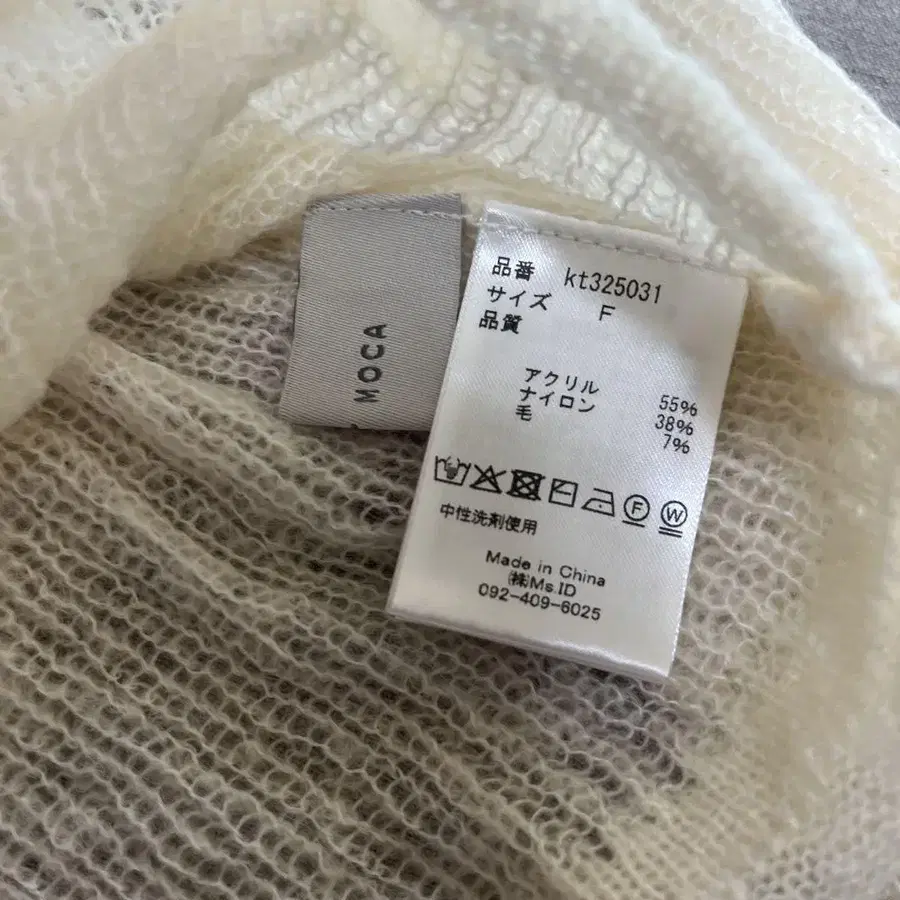 MOCA
品番 kt325031
サイズ F
品質
アクリル 55%
ナイロン 38%
毛 7%
F W
中性洗剤使用
Made in China
㈱Ms.ID
092-409-6025